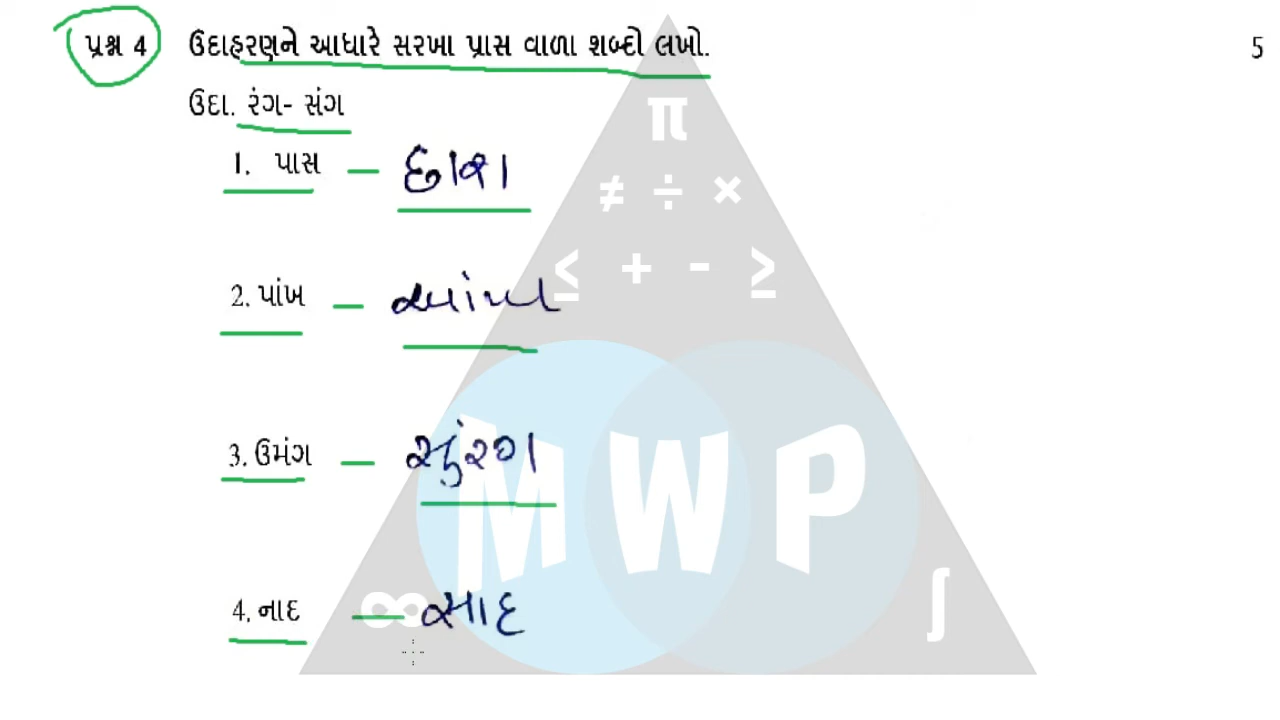 પ્રશ્ન 4 ઉદાહરણને આધારે સરખા પ્રાસ વાળા શબ્દો લખો. 5
ઉદા. રંગ- સંગ
π
1. પાસ – છાશ
≠ ÷ ×
≤ + - ≥
2. પાંખ – આંખ
3. ઉમંગ – સુરંગ
MWP
4. નાદ – સાદ
∞ ∫